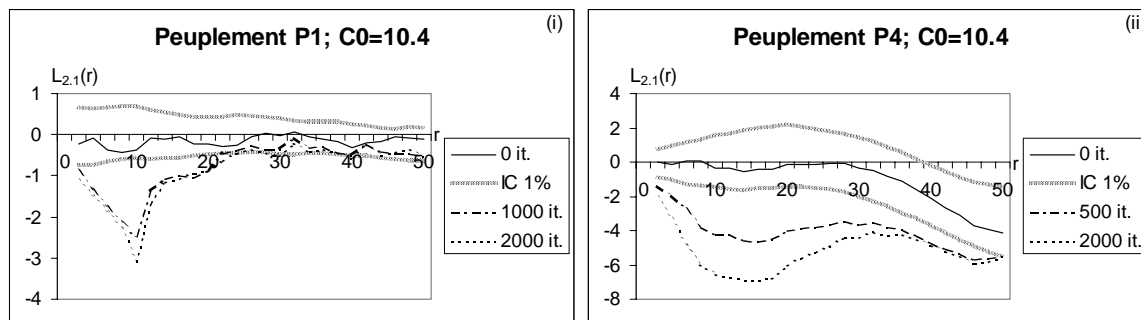 (i)
Peuplement P1; C0=10.4
L2.1(r)
1
0
-1
-2
-3
-4
0
10
20
30
40
50
r
0 it.
IC 1%
1000 it.
2000 it.
(ii
Peuplement P4; C0=10.4
L2.1(r)
4
2
0
-2
-4
-6
-8
0
10
20
30
40
50
r
0 it.
IC 1%
500 it.
2000 it.